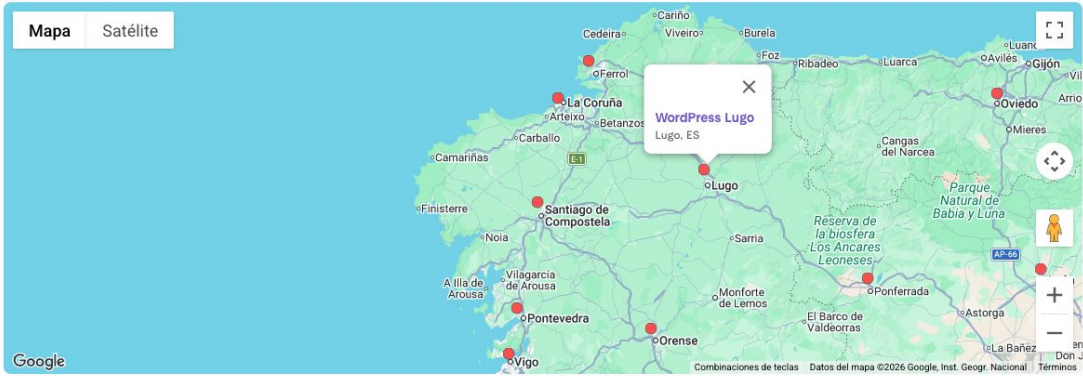 Mapa
Satélite
Cariño
Cedeira
Viveiro
Burela
Foz
Ribadeo
Luarca
Avilés
Gijón
Ferrol
La Coruña
Arteixo
Betanzos
WordPress Lugo
Lugo, ES
Oviedo
Mieres
Carballo
Camariñas
E-1
Cangas
del Narcea
Lugo
Parque
Natural de
Babia y Luna
Finisterre
Santiago de
Compostela
Reserva de
la biosfera
Los Ancares
Leoneses
Noia
Sarria
AP-66
Vilagarcía
de Arousa
A Illa de
Arousa
Monforte
de Lemos
Ponferrada
Pontevedra
El Barco de
Valdeorras
Astorga
Orense
Vigo
Google
Combinaciones de teclas
Datos del mapa ©2026 Google, Inst. Geogr. Nacional
Términos